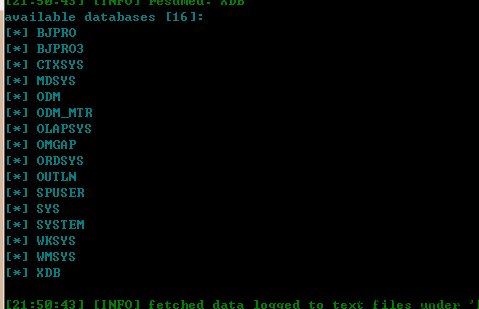 [21:50:43] [INFO] resumed: XDB
available databases [16]:
[*] BJPRO
[*] BJPRO3
[*] CTXSYS
[*] MDSYS
[*] ODM
[*] ODM_MTR
[*] OLAPSYS
[*] OMGAP
[*] ORDSYS
[*] OUTLN
[*] SPUSER
[*] SYS
[*] SYSTEM
[*] WKSYS
[*] WMSYS
[*] XDB
[21:50:43] [INFO] fetched data logged to text files under '